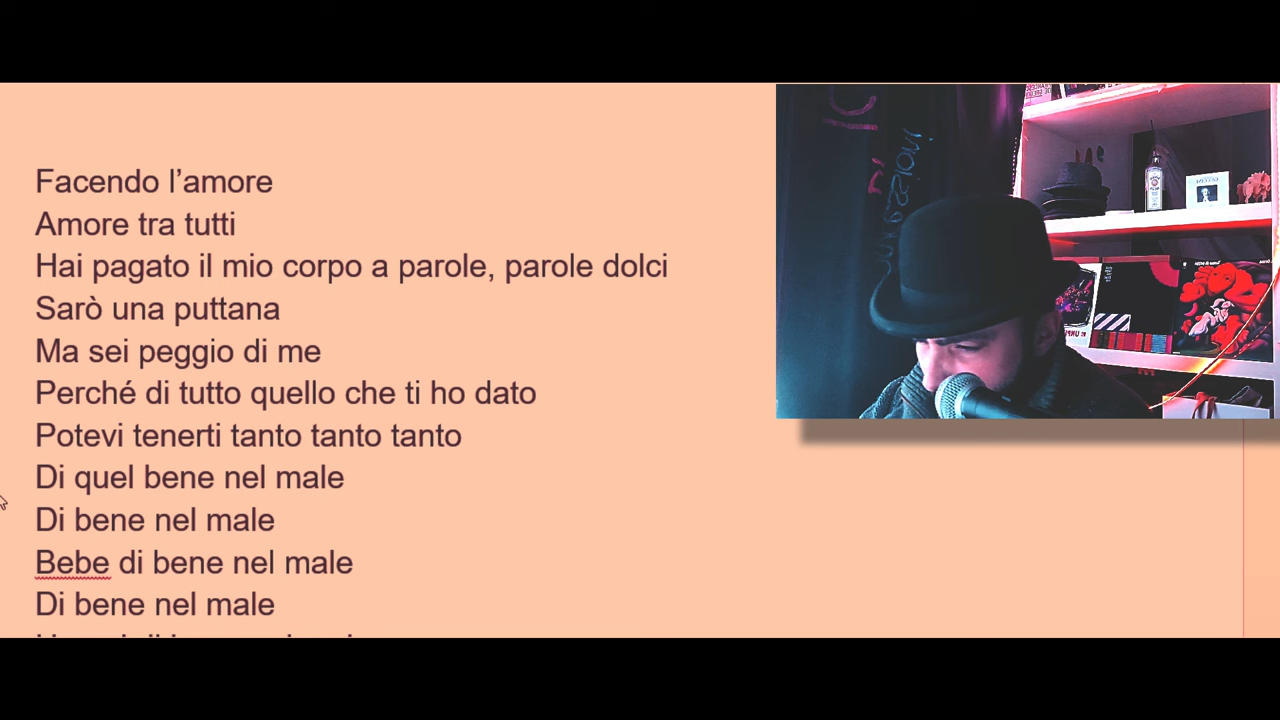 Facendo l’amore
Amore tra tutti
Hai pagato il mio corpo a parole, parole dolci
Sarò una puttana
Ma sei peggio di me
Perché di tutto quello che ti ho dato
Potevi tenerti tanto tanto tanto
Di quel bene nel male
Di bene nel male
Bebe di bene nel male
Di bene nel male